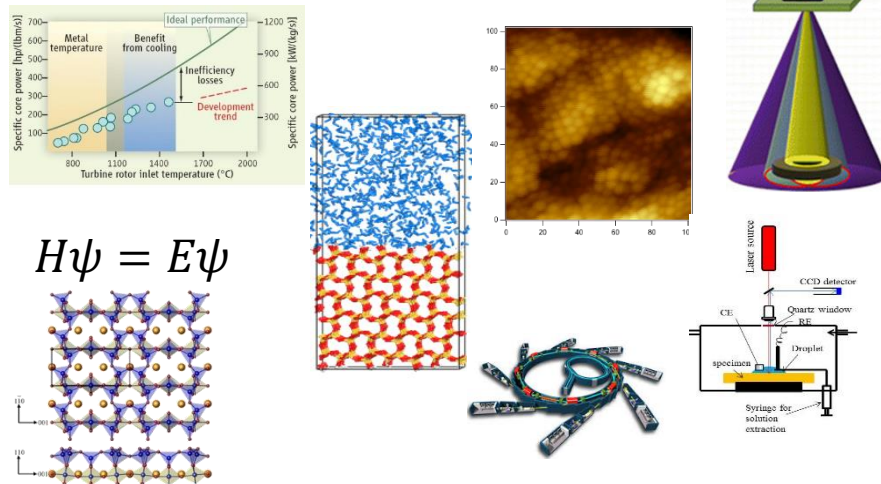 Ideal performance
Metal
temperature
Benefit
from cooling
Inefficiency
losses
Development
trend
Specific core power [hp/(lbm/s)]
700
600
500
400
300
200
100
Specific core power [kW/(kg/s)]
1200
900
600
300
800 1100 1400 1700 2000
Turbine rotor inlet temperature (°C)
100
80
60
40
20
0
0 20 40 60 80 100
Hψ = Eψ
110
001
110
001
Laser source
CCD detector
Quartz window
CE
RE
Droplet
specimen
Syringe for
solution
extraction